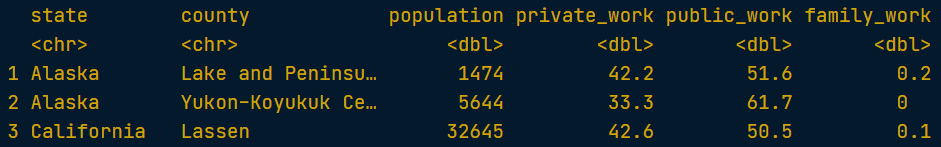 state county population private_work public_work family_work
<chr> <chr> <dbl> <dbl> <dbl> <dbl>
1 Alaska Lake and Peninsu… 1474 42.2 51.6 0.2
2 Alaska Yukon-Koyukuk Ce… 5644 33.3 61.7 0
3 California Lassen 32645 42.6 50.5 0.1